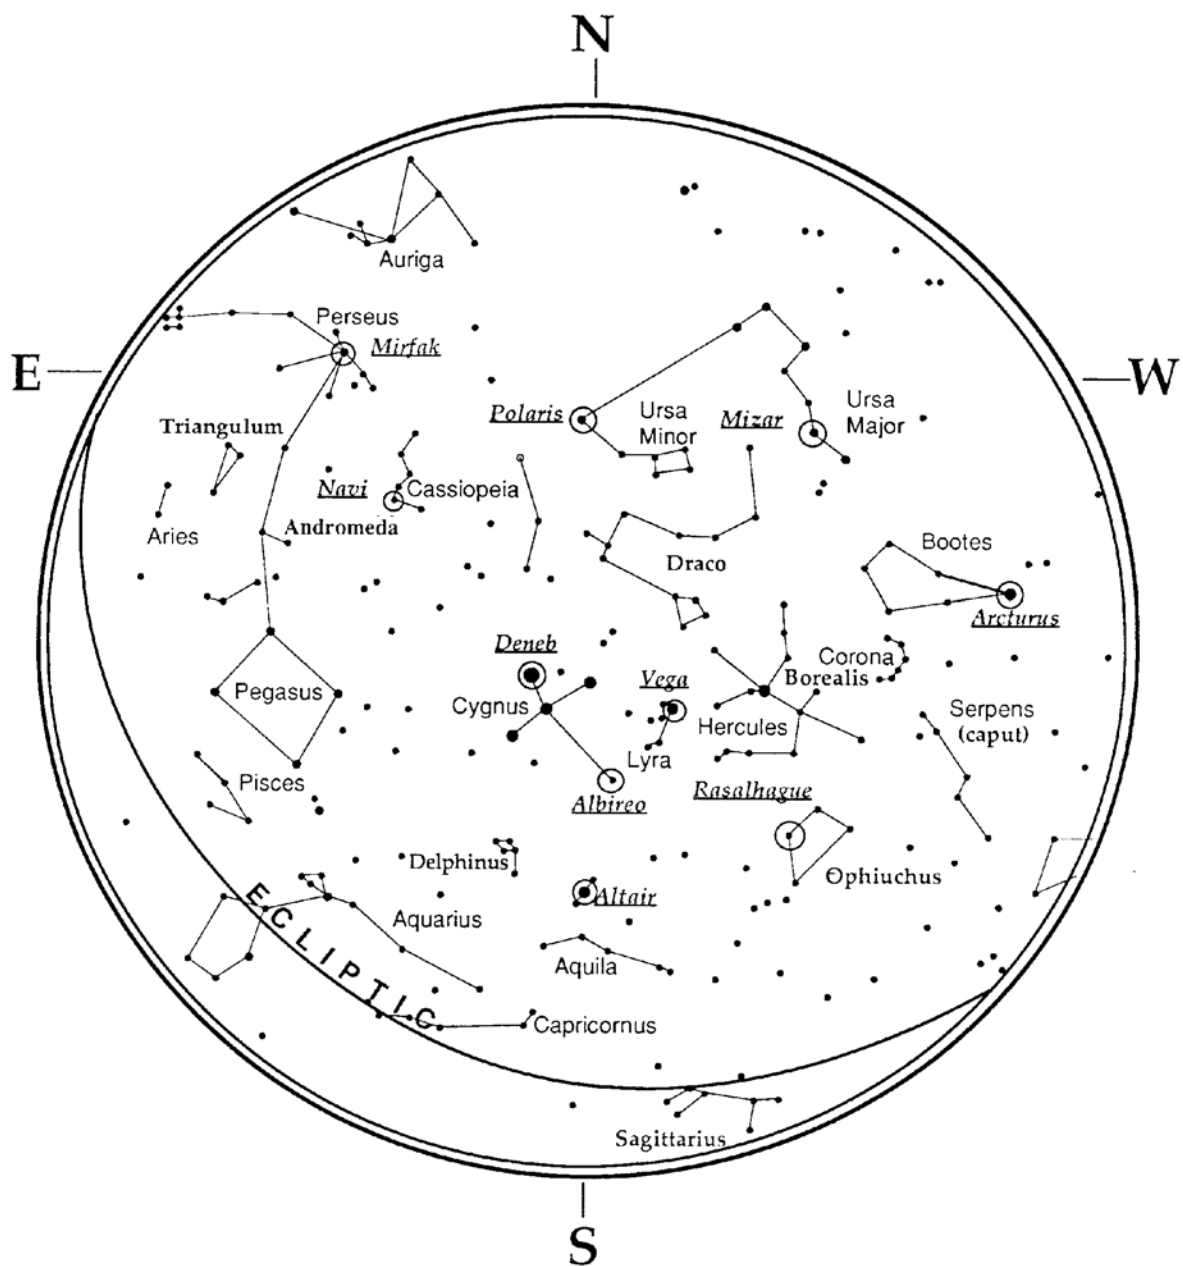 N
Auriga
Perseus
Mirfak
E
W
Polaris
Ursa
Minor
Mizar
Ursa
Major
Triangulum
Navi
Cassiopeia
Aries
Andromeda
Draco
Bootes
Arcturus
Deneb
Vega
Corona
Borealis
Pegasus
Cygnus
Hercules
Serpens
(caput)
Lyra
Pisces
Albireo
Rasalhague
Delphinus
Ophiuchus
Altair
Aquarius
Aquila
ECLIPTIC
Capricornus
Sagittarius
S